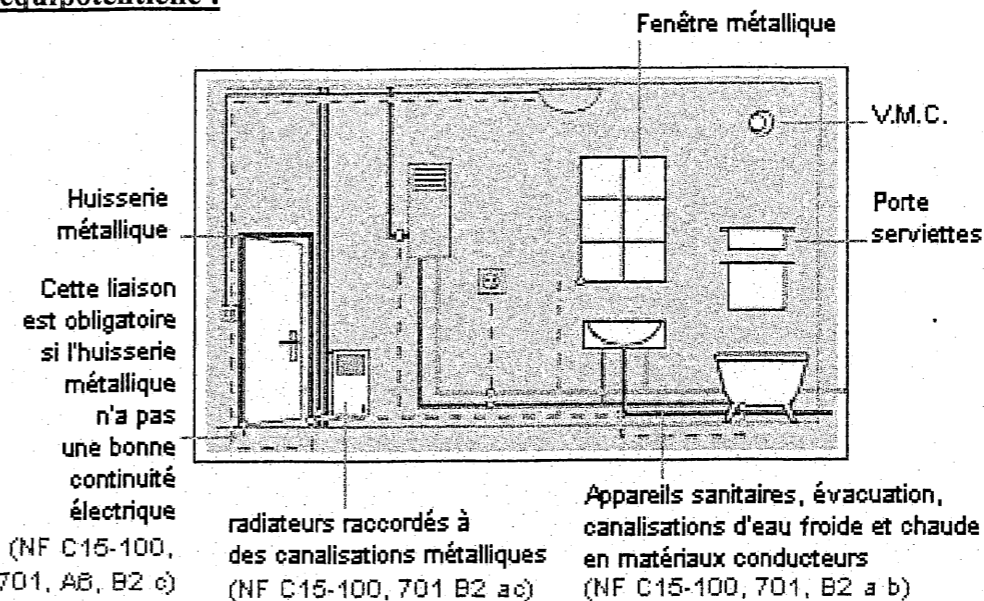 équipotentielle :
Fenêtre métallique
V.M.C.
Porte
serviettes
Huisserie
métallique
Cette liaison
est obligatoire
si l'huisserie
métallique
n'a pas
une bonne
continuité
électrique
(NF C15-100,
701, A6, B2 c)
radiateurs raccordés à
des canalisations métalliques
(NF C15-100, 701 B2 ac)
Appareils sanitaires, évacuation,
canalisations d'eau froide et chaude
en matériaux conducteurs
(NF C15-100, 701, B2 a b)